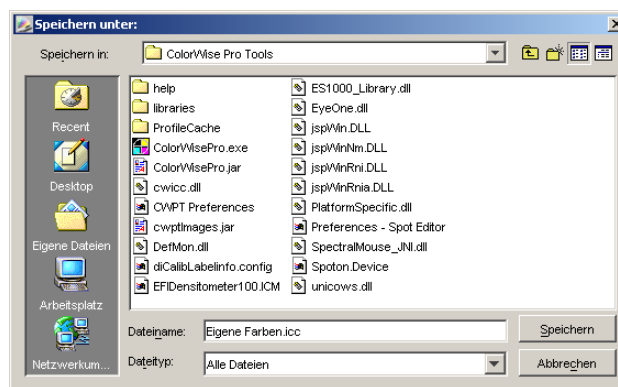 Speichern unter:
Speichern in:
ColorWise Pro Tools
Recent
Desktop
Eigene Dateien
Arbeitsplatz
Netzwerkum...
help
libraries
ProfileCache
ColorWisePro.exe
ColorWisePro.jar
cwicc.dll
CWPT Preferences
cwptImages.jar
DefMon.dll
diCalibLabelinfo.config
EFIDensitometer100.ICM
ES1000_Library.dll
EyeOne.dll
jspWin.DLL
jspWinNm.DLL
jspWinRni.DLL
jspWinRnia.DLL
PlatformSpecific.dll
Preferences - Spot Editor
SpectralMouse_JNI.dll
Spoton.Device
unicows.dll
Dateiname:
Eigene Farben.icc
Speichern
Dateityp:
Alle Dateien
Abbrechen